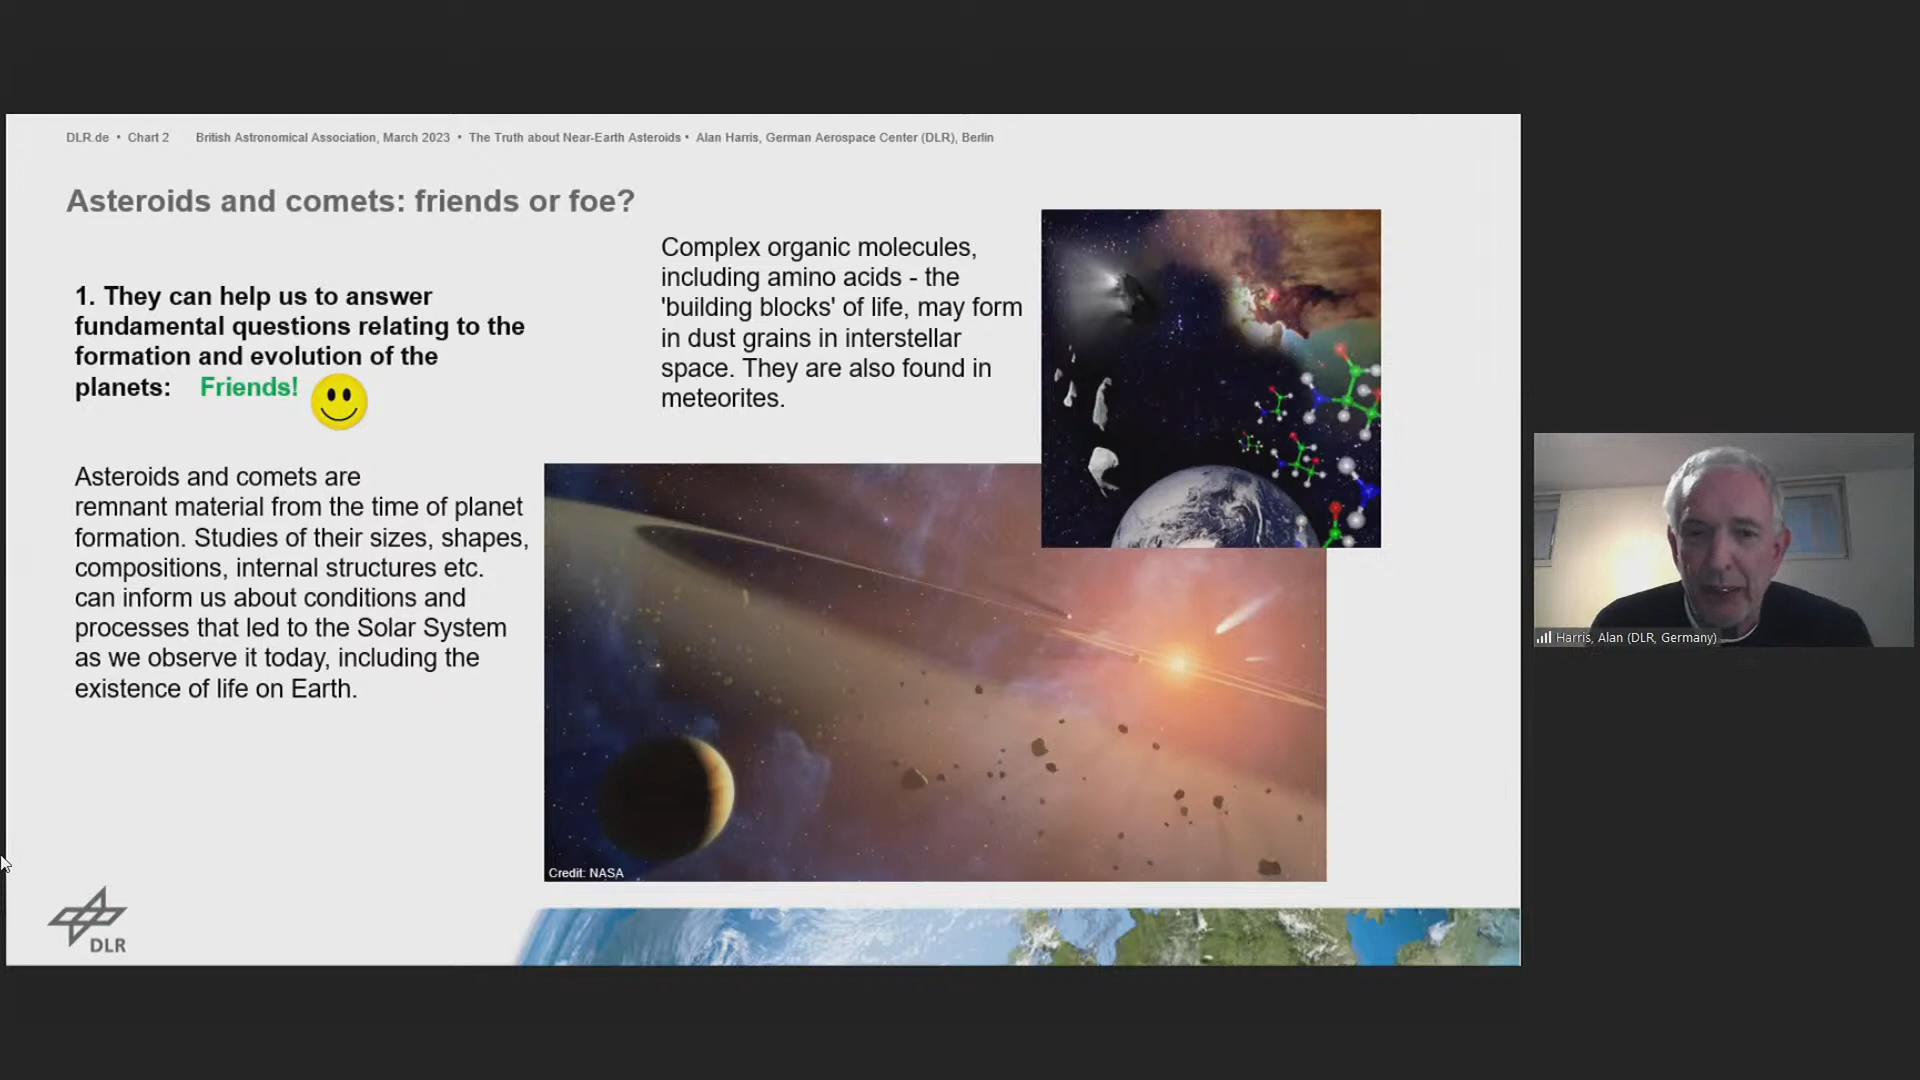 DLR.de • Chart 2 British Astronomical Association, March 2023 • The Truth about Near-Earth Asteroids • Alan Harris, German Aerospace Center (DLR), Berlin
Asteroids and comets: friends or foe?
1. They can help us to answer
fundamental questions relating to the
formation and evolution of the
planets: Friends!
Asteroids and comets are
remnant material from the time of planet
formation. Studies of their sizes, shapes,
compositions, internal structures etc.
can inform us about conditions and
processes that led to the Solar System
as we observe it today, including the
existence of life on Earth.
Complex organic molecules,
including amino acids - the
'building blocks' of life, may form
in dust grains in interstellar
space. They are also found in
meteorites.
Credit: NASA
DLR
Harris, Alan (DLR, Germany)